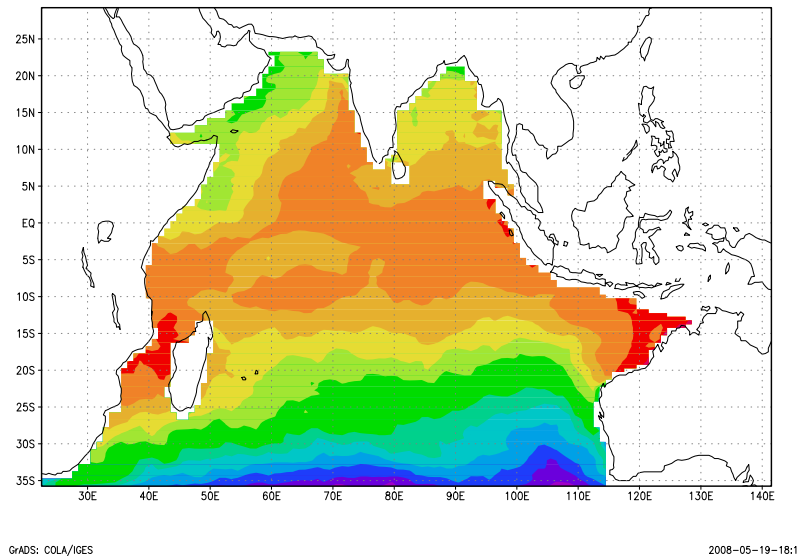 25N
20N
15N
10N
5N
EQ
5S
10S
15S
20S
25S
30S
35S
30E 40E 50E 60E 70E 80E 90E 100E 110E 120E 130E 140E
GrADS: COLA/IGES 2008-05-19-18:1